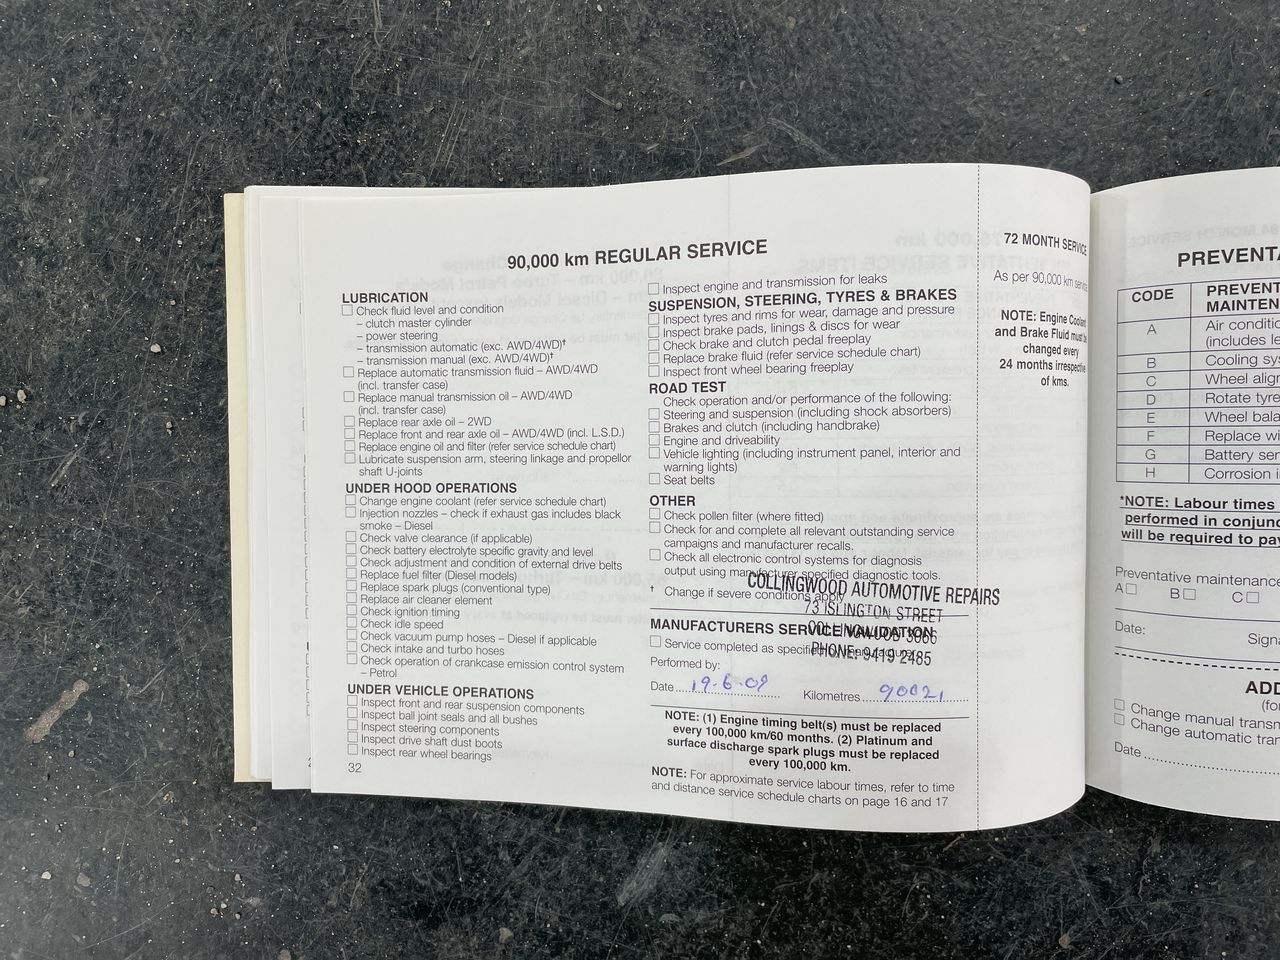 90,000 km REGULAR SERVICE
LUBRICATION
Check fluid level and condition
– clutch master cylinder
– power steering
– transmission automatic (exc. AWD/4WD)†
– transmission manual (exc. AWD/4WD)†
Replace automatic transmission fluid – AWD/4WD
(incl. transfer case)
Replace manual transmission oil – AWD/4WD
(incl. transfer case)
Replace rear axle oil – 2WD
Replace front and rear axle oil – AWD/4WD (incl. L.S.D.)
Replace engine oil and filter (refer service schedule chart)
Lubricate suspension arm, steering linkage and propellor
shaft U-joints
UNDER HOOD OPERATIONS
Change engine coolant (refer service schedule chart)
Injection nozzles – check if exhaust gas includes black
smoke – Diesel
Check valve clearance (if applicable)
Check battery electrolyte specific gravity and level
Check adjustment and condition of external drive belts
Replace fuel filter (Diesel models)
Replace spark plugs (conventional type)
Replace air cleaner element
Check ignition timing
Check idle speed
Check vacuum pump hoses – Diesel if applicable
Check intake and turbo hoses
Check operation of crankcase emission control system
– Petrol
UNDER VEHICLE OPERATIONS
Inspect front and rear suspension components
Inspect ball joint seals and all bushes
Inspect steering components
Inspect drive shaft dust boots
Inspect rear wheel bearings
32
Inspect engine and transmission for leaks
SUSPENSION, STEERING, TYRES & BRAKES
Inspect tyres and rims for wear, damage and pressure
Inspect brake pads, linings & discs for wear
Check brake and clutch pedal freeplay
Replace brake fluid (refer service schedule chart)
Inspect front wheel bearing freeplay
ROAD TEST
Check operation and/or performance of the following:
Steering and suspension (including shock absorbers)
Brakes and clutch (including handbrake)
Engine and driveability
Vehicle lighting (including instrument panel, interior and
warning lights)
Seat belts
OTHER
Check pollen filter (where fitted)
Check for and complete all relevant outstanding service
campaigns and manufacturer recalls.
Check all electronic control systems for diagnosis
output using manufacturer specified diagnostic tools.
† Change if severe conditions apply
COLLINGWOOD AUTOMOTIVE REPAIRS
73 ISLINGTON STREET
COLLINGWOOD 3066
PHONE: 9419 2485
MANUFACTURERS SERVICE VALIDATION
Service completed as specified
Performed by:
Date 19-6-09 Kilometres 90021
NOTE: (1) Engine timing belt(s) must be replaced
every 100,000 km/60 months. (2) Platinum and
surface discharge spark plugs must be replaced
every 100,000 km.
NOTE: For approximate service labour times, refer to time
and distance service schedule charts on page 16 and 17
72 MONTH SERVICE
As per 90,000 km service
NOTE: Engine Coolant
and Brake Fluid must be
changed every
24 months irrespective
of kms.
PREVENTA
CODE PREVENT
MAINTEN
A Air conditio
(includes le
B Cooling sy
C Wheel align
D Rotate tyre
E Wheel bala
F Replace wi
G Battery ser
H Corrosion i
*NOTE: Labour times
performed in conjunc
will be required to pay
Preventative maintenance
A B C
Date: Signa
ADD
(for
Change manual transm
Change automatic tran
Date